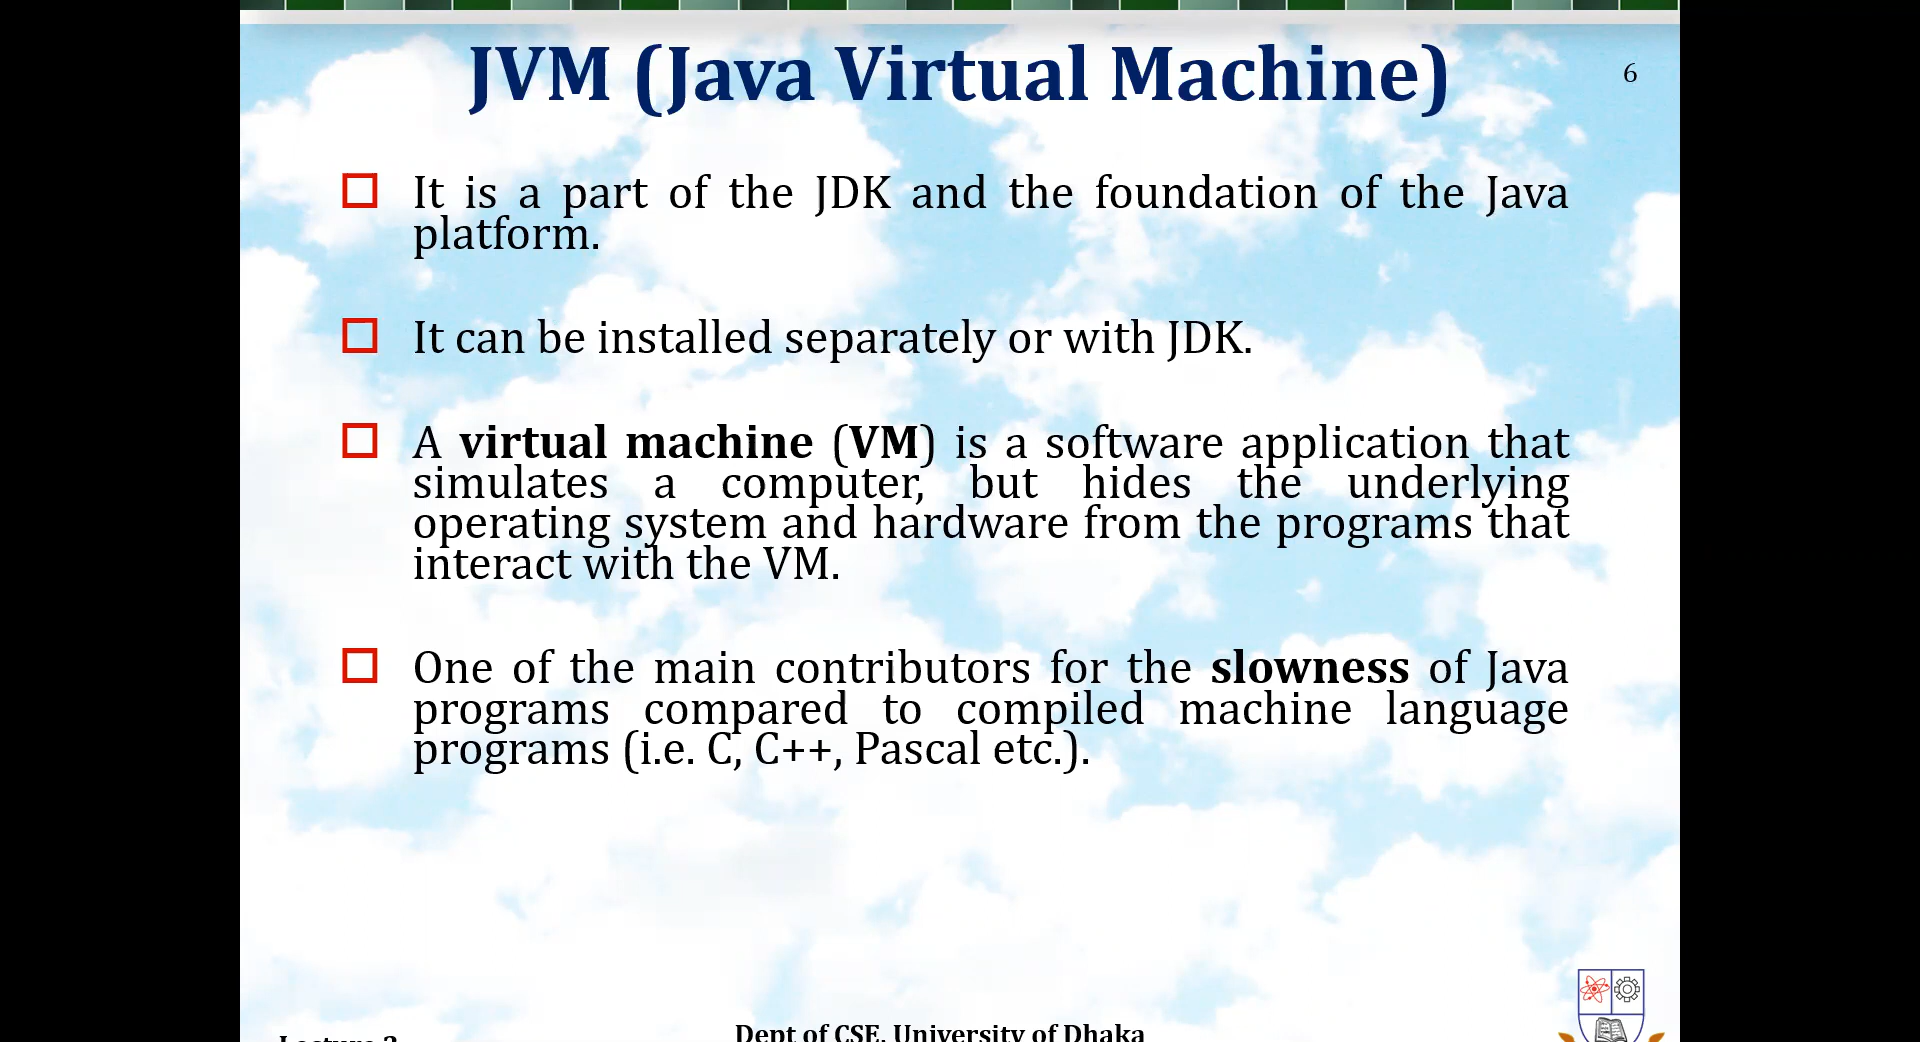 JVM (Java Virtual Machine)
6
It is a part of the JDK and the foundation of the Java
platform.
It can be installed separately or with JDK.
A virtual machine (VM) is a software application that
simulates a computer, but hides the underlying
operating system and hardware from the programs that
interact with the VM.
One of the main contributors for the slowness of Java
programs compared to compiled machine language
programs (i.e. C, C++, Pascal etc.).
Dept of CSE, University of Dhaka